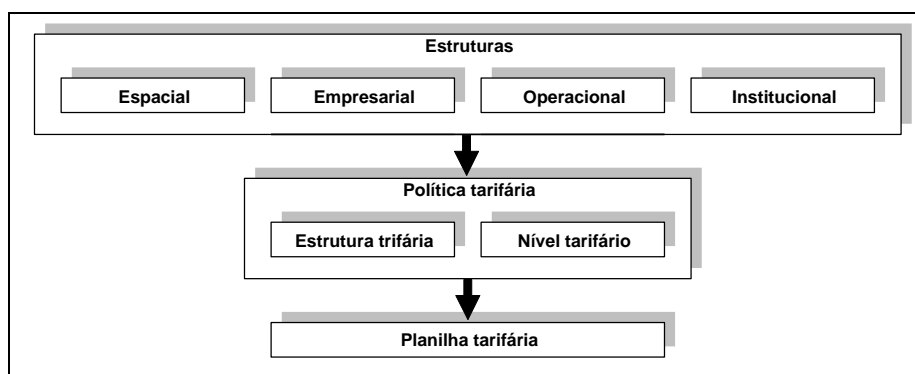 Estruturas
Espacial
Empresarial
Operacional
Institucional
Política tarifária
Estrutura trifária
Nível tarifário
Planilha tarifária